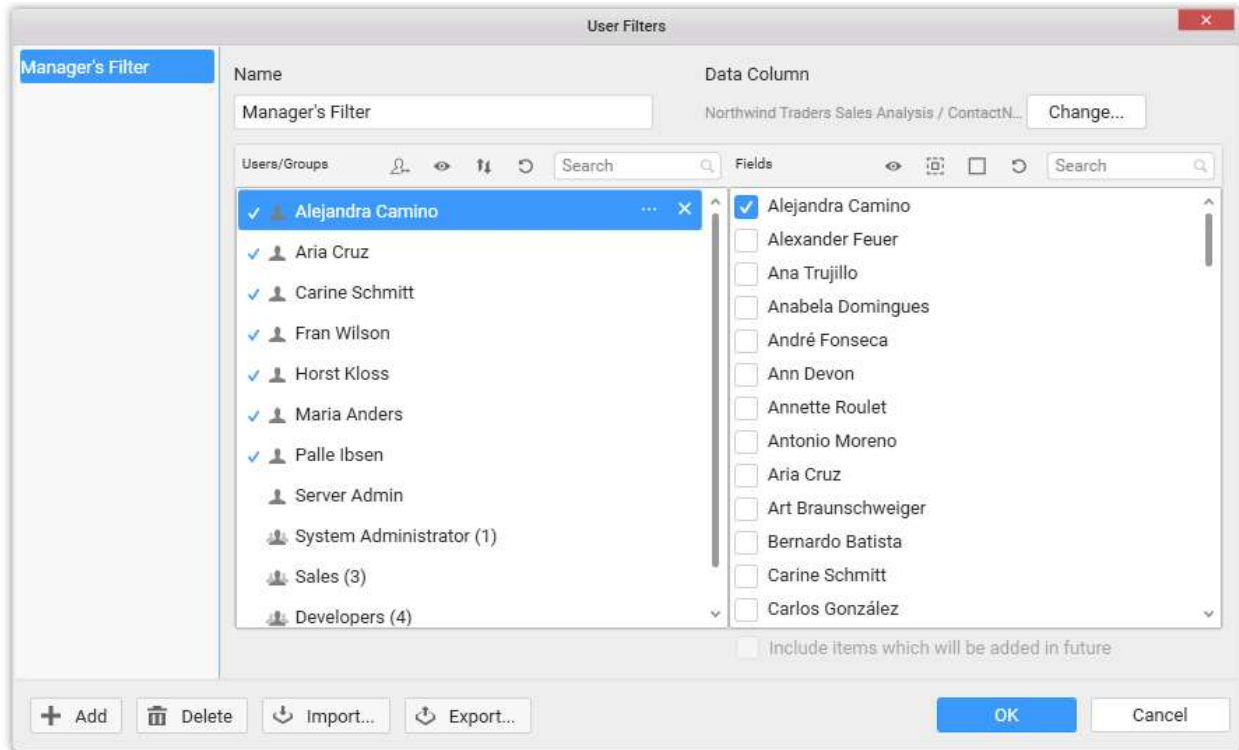 User Filters
Manager's Filter
Name
Data Column
Manager's Filter
Northwind Traders Sales Analysis / ContactN...
Change...
Users/Groups
Search
Fields
Search
Alejandra Camino
Aria Cruz
Carine Schmitt
Fran Wilson
Horst Kloss
Maria Anders
Palle Ibsen
Server Admin
System Administrator (1)
Sales (3)
Developers (4)
Alejandra Camino
Alexander Feuer
Ana Trujillo
Anabela Domingues
André Fonseca
Ann Devon
Annette Roulet
Antonio Moreno
Aria Cruz
Art Braunschweiger
Bernardo Batista
Carine Schmitt
Carlos González
Include items which will be added in future
Add
Delete
Import...
Export...
OK
Cancel